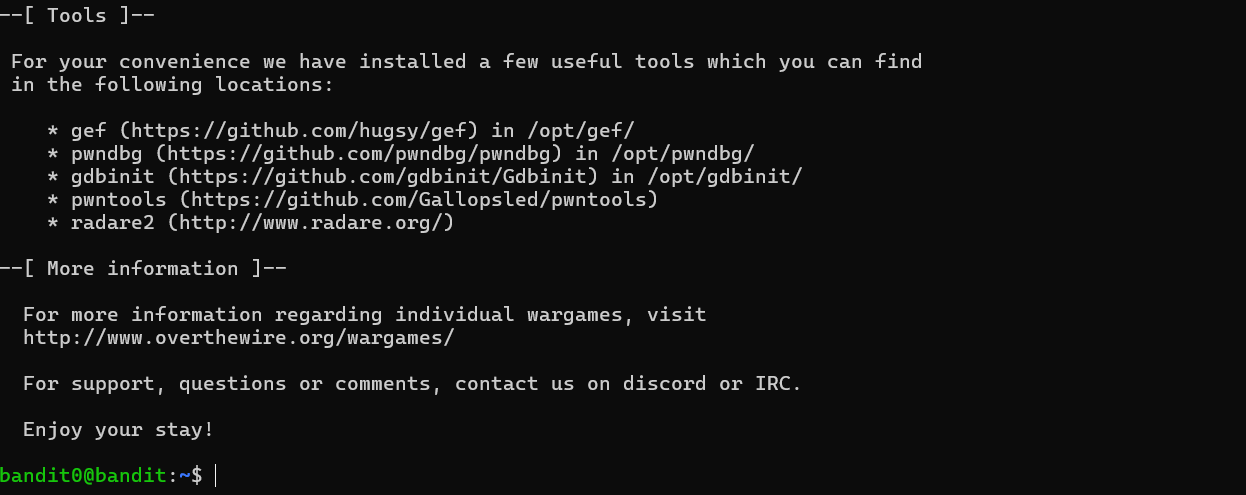 --[ Tools ]--
For your convenience we have installed a few useful tools which you can find
in the following locations:
* gef (https://github.com/hugsy/gef) in /opt/gef/
* pwndbg (https://github.com/pwndbg/pwndbg) in /opt/pwndbg/
* gdbinit (https://github.com/gdbinit/Gdbinit) in /opt/gdbinit/
* pwntools (https://github.com/Gallopsled/pwntools)
* radare2 (http://www.radare.org/)
--[ More information ]--
For more information regarding individual wargames, visit
http://www.overthewire.org/wargames/
For support, questions or comments, contact us on discord or IRC.
Enjoy your stay!
bandit0@bandit:~$